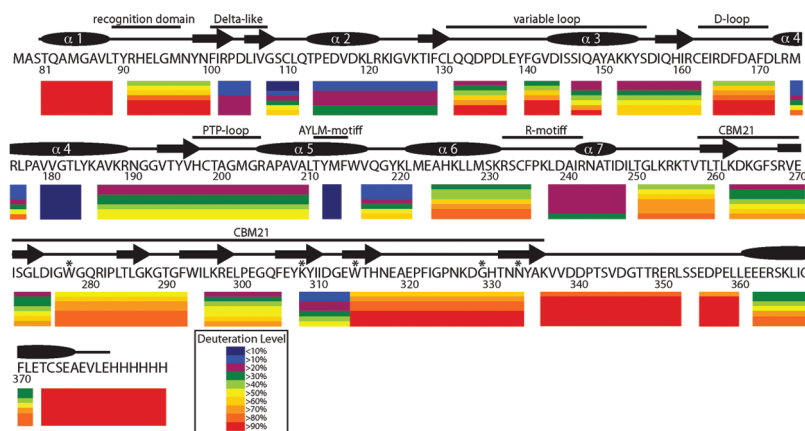 recognition domain Delta-like variable loop D-loop
α 1 α 2 α 3 α 4
MASTQAMGAVLTYRHELGMNYNFIRPDLIVGSCLQTPEDVDKLRKIGVKTIFCLQQDPDLEYFGVDISSIQAYAKKYSDIQHIRCEIRDFDAFDLRM
81 90 100 110 120 130 140 150 160 170
PTP-loop AYLM-motiff R-motiff CBM21
α 4 α 5 α 6 α 7
RLPAVVGTLYKAVKRNGGVTYVHCTAGMGRAPAVALTYMFWVQGYKLMEAHKLLMSKRSCFPKLDAIRNATIDILTGLKRKTVTLTLKDKGFSRVE
180 190 200 210 220 230 240 250 260 270
CBM21
* * * * *
ISGLDIGWGQRIPLTLGKGTGFWILKRELPEGQFEYKYIIDGEWTHNEAEPFIGPNKDGHTNNYAKVVDDPTSVDGTTRERLSSEDPELLEEERSKLIQ
280 290 300 310 320 330 340 350 360
FLETCSEAEVLEHHHHHH
370
Deuteration Level
<10%
>10%
>20%
>30%
>40%
>50%
>60%
>70%
>80%
>90%